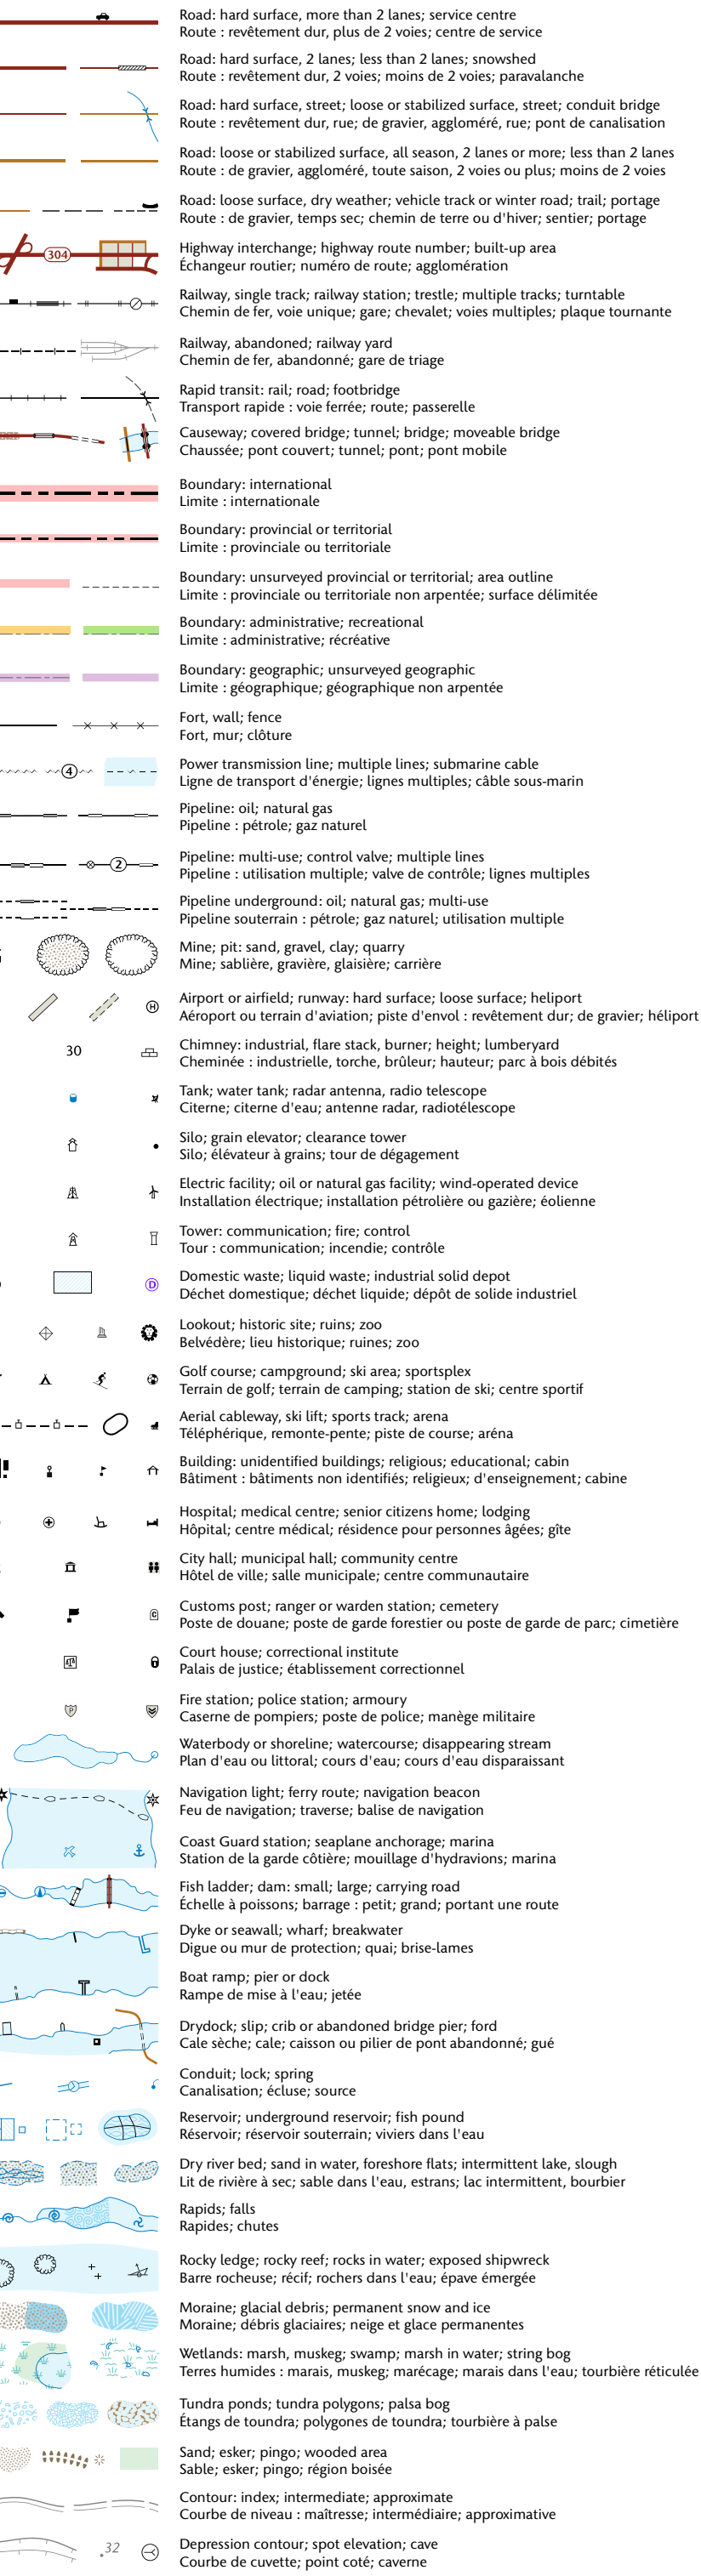 Road: hard surface, more than 2 lanes; service centre
Route : revêtement dur, plus de 2 voies; centre de service
Road: hard surface, 2 lanes; less than 2 lanes; snowshed
Route : revêtement dur, 2 voies; moins de 2 voies; paravalanche
Road: hard surface, street; loose or stabilized surface, street; conduit bridge
Route : revêtement dur, rue; de gravier, aggloméré, rue; pont de canalisation
Road: loose or stabilized surface, all season, 2 lanes or more; less than 2 lanes
Route : de gravier, aggloméré, toute saison, 2 voies ou plus; moins de 2 voies
Road: loose surface, dry weather; vehicle track or winter road; trail; portage
Route : de gravier, temps sec; chemin de terre ou d'hiver; sentier; portage
304
Highway interchange; highway route number; built-up area
Échangeur routier; numéro de route; agglomération
Railway, single track; railway station; trestle; multiple tracks; turntable
Chemin de fer, voie unique; gare; chevalet; voies multiples; plaque tournante
Railway, abandoned; railway yard
Chemin de fer, abandonné; gare de triage
Rapid transit: rail; road; footbridge
Transport rapide : voie ferrée; route; passerelle
Causeway; covered bridge; tunnel; bridge; moveable bridge
Chaussée; pont couvert; tunnel; pont; pont mobile
Boundary: international
Limite : internationale
Boundary: provincial or territorial
Limite : provinciale ou territoriale
Boundary: unsurveyed provincial or territorial; area outline
Limite : provinciale ou territoriale non arpentée; surface délimitée
Boundary: administrative; recreational
Limite : administrative; récréative
Boundary: geographic; unsurveyed geographic
Limite : géographique; géographique non arpentée
Fort, wall; fence
Fort, mur; clôture
4
Power transmission line; multiple lines; submarine cable
Ligne de transport d'énergie; lignes multiples; câble sous-marin
Pipeline: oil; natural gas
Pipeline : pétrole; gaz naturel
2
Pipeline: multi-use; control valve; multiple lines
Pipeline : utilisation multiple; valve de contrôle; lignes multiples
Pipeline underground: oil; natural gas; multi-use
Pipeline souterrain : pétrole; gaz naturel; utilisation multiple
Mine; pit: sand, gravel, clay; quarry
Mine; sablière, gravière, glaisière; carrière
H
Airport or airfield; runway: hard surface; loose surface; heliport
Aéroport ou terrain d'aviation; piste d'envol : revêtement dur; de gravier; héliport
30
Chimney: industrial, flare stack, burner; height; lumberyard
Cheminée : industrielle, torche, brûleur; hauteur; parc à bois débités
Tank; water tank; radar antenna, radio telescope
Citerne; citerne d'eau; antenne radar, radiotélescope
Silo; grain elevator; clearance tower
Silo; élévateur à grains; tour de dégagement
Electric facility; oil or natural gas facility; wind-operated device
Installation électrique; installation pétrolière ou gazière; éolienne
Tower: communication; fire; control
Tour : communication; incendie; contrôle
D
Domestic waste; liquid waste; industrial solid depot
Déchet domestique; déchet liquide; dépôt de solide industriel
Lookout; historic site; ruins; zoo
Belvédère; lieu historique; ruines; zoo
Golf course; campground; ski area; sportsplex
Terrain de golf; terrain de camping; station de ski; centre sportif
Aerial cableway, ski lift; sports track; arena
Téléphérique, remonte-pente; piste de course; aréna
Building: unidentified buildings; religious; educational; cabin
Bâtiment : bâtiments non identifiés; religieux; d'enseignement; cabine
Hospital; medical centre; senior citizens home; lodging
Hôpital; centre médical; résidence pour personnes âgées; gîte
City hall; municipal hall; community centre
Hôtel de ville; salle municipale; centre communautaire
C
Customs post; ranger or warden station; cemetery
Poste de douane; poste de garde forestier ou poste de garde de parc; cimetière
Court house; correctional institute
Palais de justice; établissement correctionnel
P
Fire station; police station; armoury
Caserne de pompiers; poste de police; manège militaire
Waterbody or shoreline; watercourse; disappearing stream
Plan d'eau ou littoral; cours d'eau; cours d'eau disparaissant
Navigation light; ferry route; navigation beacon
Feu de navigation; traverse; balise de navigation
Coast Guard station; seaplane anchorage; marina
Station de la garde côtière; mouillage d'hydravions; marina
Fish ladder; dam: small; large; carrying road
Échelle à poissons; barrage : petit; grand; portant une route
Dyke or seawall; wharf; breakwater
Digue ou mur de protection; quai; brise-lames
Boat ramp; pier or dock
Rampe de mise à l'eau; jetée
Drydock; slip; crib or abandoned bridge pier; ford
Cale sèche; cale; caisson ou pilier de pont abandonné; gué
Conduit; lock; spring
Canalisation; écluse; source
Reservoir; underground reservoir; fish pound
Réservoir; réservoir souterrain; viviers dans l'eau
Dry river bed; sand in water, foreshore flats; intermittent lake, slough
Lit de rivière à sec; sable dans l'eau, estrans; lac intermittent, bourbier
Rapids; falls
Rapides; chutes
Rocky ledge; rocky reef; rocks in water; exposed shipwreck
Barre rocheuse; récif; rochers dans l'eau; épave émergée
Moraine; glacial debris; permanent snow and ice
Moraine; débris glaciaires; neige et glace permanentes
Wetlands: marsh, muskeg; swamp; marsh in water; string bog
Terres humides : marais, muskeg; marécage; marais dans l'eau; tourbière réticulée
Tundra ponds; tundra polygons; palsa bog
Étangs de toundra; polygones de toundra; tourbière à palse
Sand; esker; pingo; wooded area
Sable; esker; pingo; région boisée
Contour: index; intermediate; approximate
Courbe de niveau : maîtresse; intermédiaire; approximative
.32
Depression contour; spot elevation; cave
Courbe de cuvette; point coté; caverne